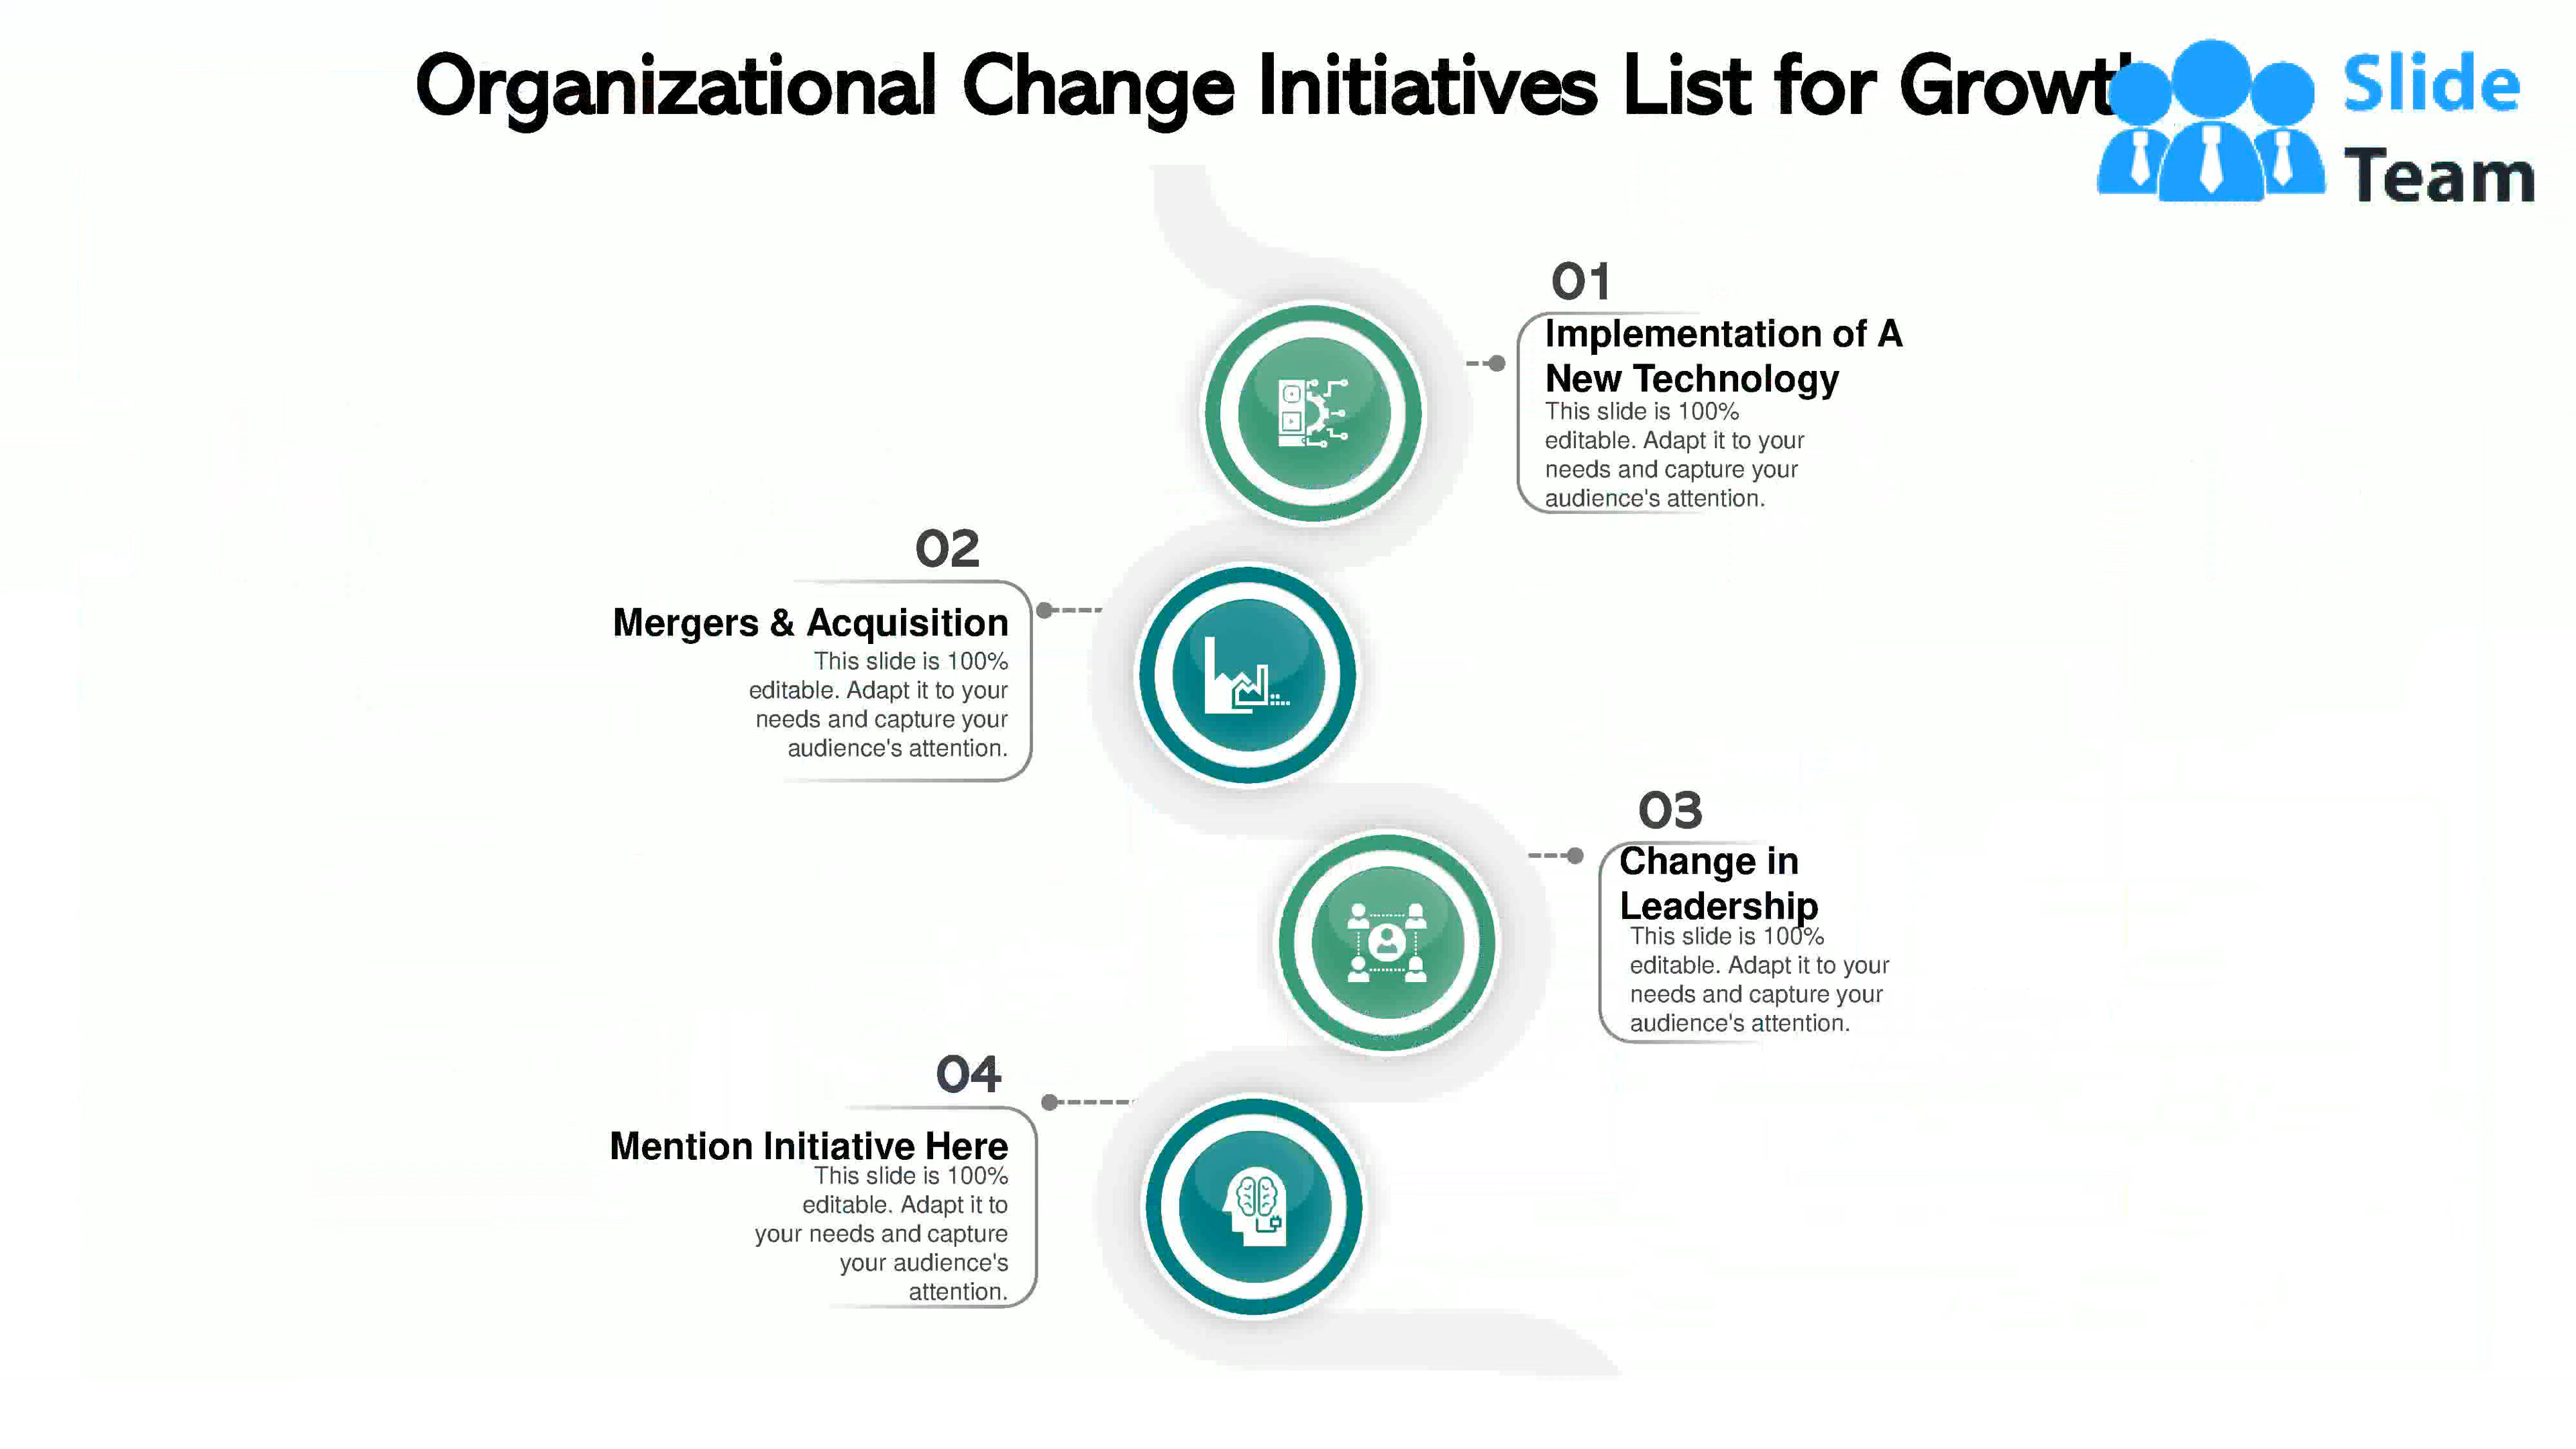 Organizational Change Initiatives List for Growth
Slide
Team
01
Implementation of A
New Technology
This slide is 100%
editable. Adapt it to your
needs and capture your
audience's attention.
02
Mergers & Acquisition
This slide is 100%
editable. Adapt it to your
needs and capture your
audience's attention.
03
Change in
Leadership
This slide is 100%
editable. Adapt it to your
needs and capture your
audience's attention.
04
Mention Initiative Here
This slide is 100%
editable. Adapt it to
your needs and capture
your audience's
attention.